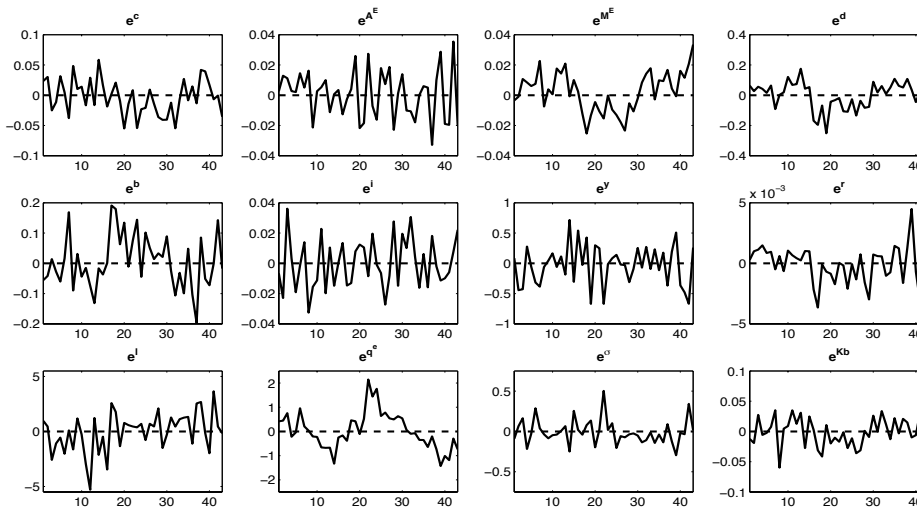 e^c e^{A^E} e^{M^E} e^d
0.1 0.04 0.04 0.4
0.05 0.02 0.02 0.2
0 0 0 0
−0.05 −0.02 −0.02 −0.2
−0.1 −0.04 −0.04 −0.4
10 20 30 40 10 20 30 40 10 20 30 40 10 20 30 40
e^b e^i e^y e^r
x 10^{−3}
0.2 0.04 1 5
0.1 0.02 0.5
0 0 0 0
−0.1 −0.02 −0.5
−0.2 −0.04 −1 −5
10 20 30 40 10 20 30 40 10 20 30 40 10 20 30 40
e^l e^{q^e} e^σ e^{Kb}
5 2 0.5 0.1
1 0.05
0 0 0 0
−1 −0.05
−5 −2 −0.5 −0.1
10 20 30 40 10 20 30 40 10 20 30 40 10 20 30 40